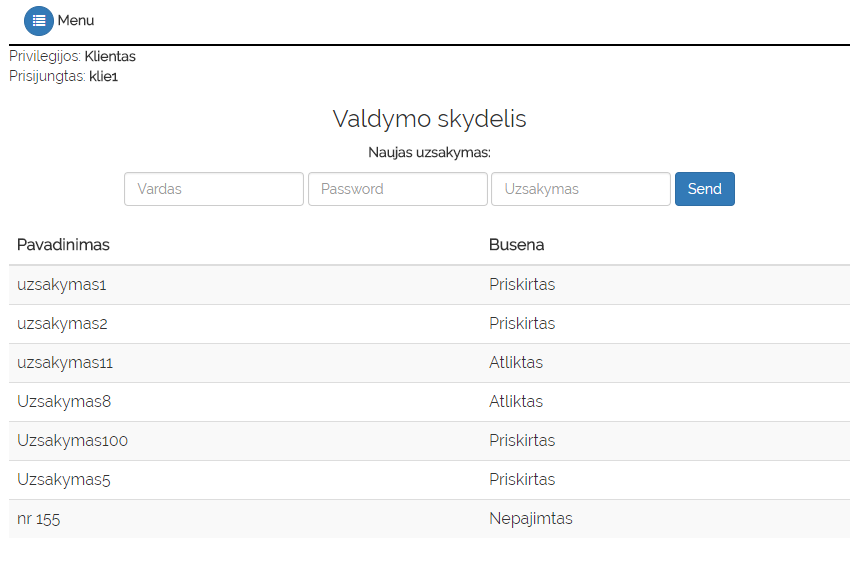 Menu
Privilegijos: Klientas
Prisijungtas: klie1
Valdymo skydelis
Naujas uzsakymas:
Vardas Password Uzsakymas Send
Pavadinimas Busena
uzsakymas1 Priskirtas
uzsakymas2 Priskirtas
uzsakymas11 Atliktas
Uzsakymas8 Atliktas
Uzsakymas100 Priskirtas
Uzsakymas5 Priskirtas
nr 155 Nepajimtas